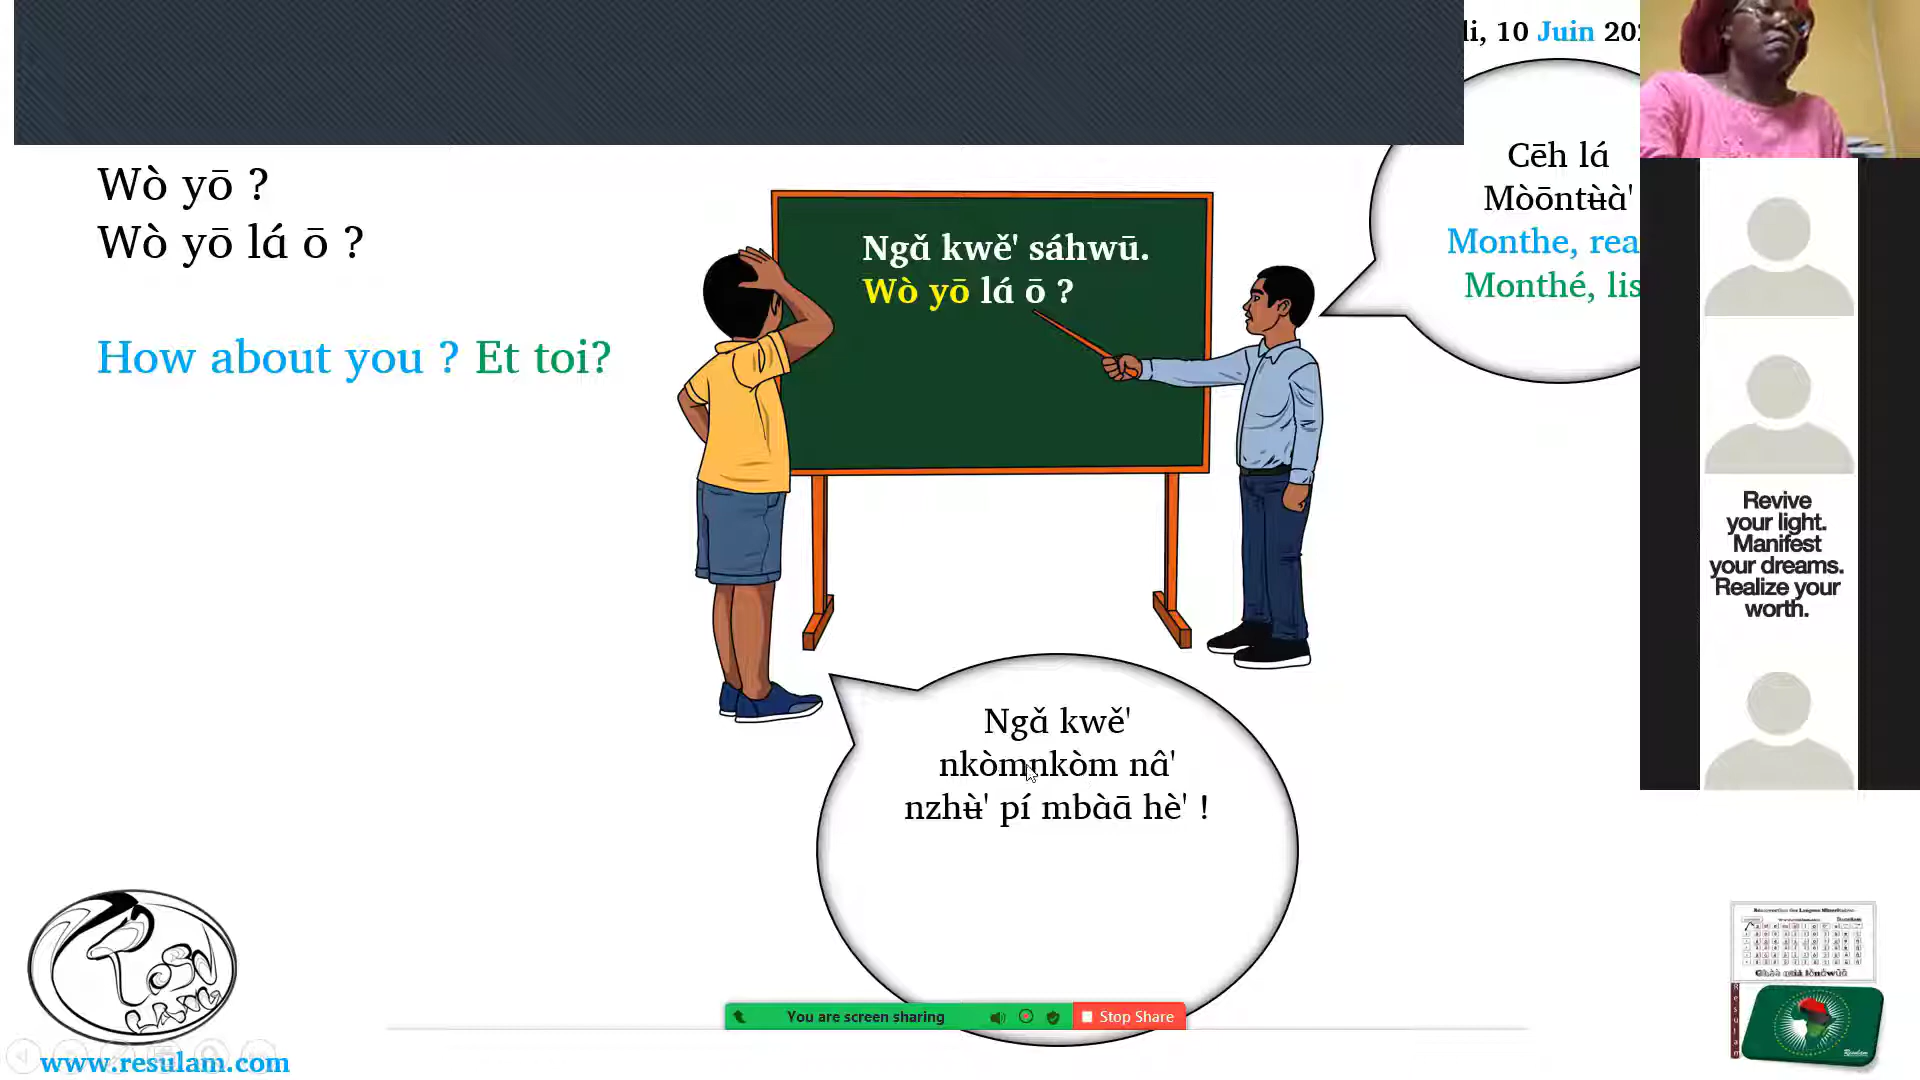 li, 10 Juin 202
Wò yō ?
Wò yō lá ō ?
How about you ? Et toi?
Ngǎ kwě' sáhwū.
Wò yō lá ō ?
Cēh lá
Mòōntʉ̀à'
Monthe, rea
Monthé, lis
Revive
your light.
Manifest
your dreams.
Realize your
worth.
Ngǎ kwě'
nkòmnkòm nâ'
nzhʉ̀' pí mbàā hè' !
You are screen sharing
Stop Share
www.resulam.com